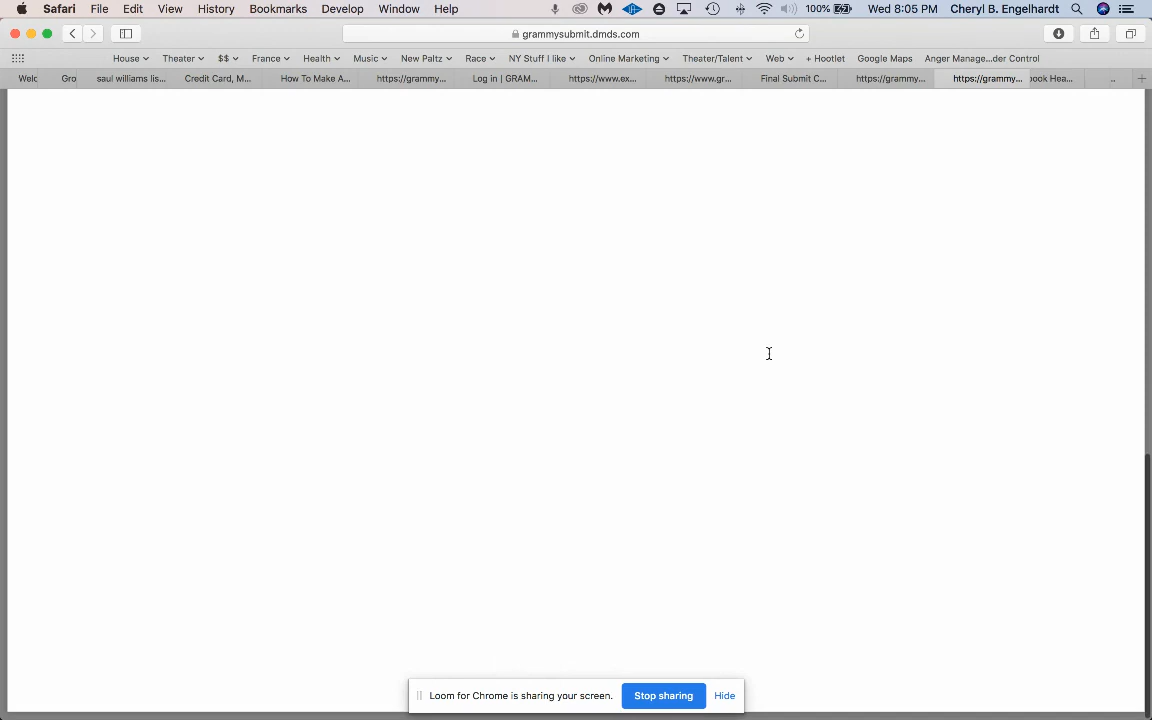 Safari File Edit View History Bookmarks Develop Window Help 100% Wed 8:05 PM Cheryl B. Engelhardt
grammysubmit.dmds.com
House Theater $$ France Health Music New Paltz Race NY Stuff I like Online Marketing Theater/Talent Web + Hootlet Google Maps Anger Manage...der Control
Welc Gro saul williams lis... Credit Card, M... How To Make A... https://grammy... Log in | GRAM... https://www.ex... https://www.gr... Final Submit C... https://grammy... https://grammy... ook Hea... ..
Loom for Chrome is sharing your screen. Stop sharing Hide